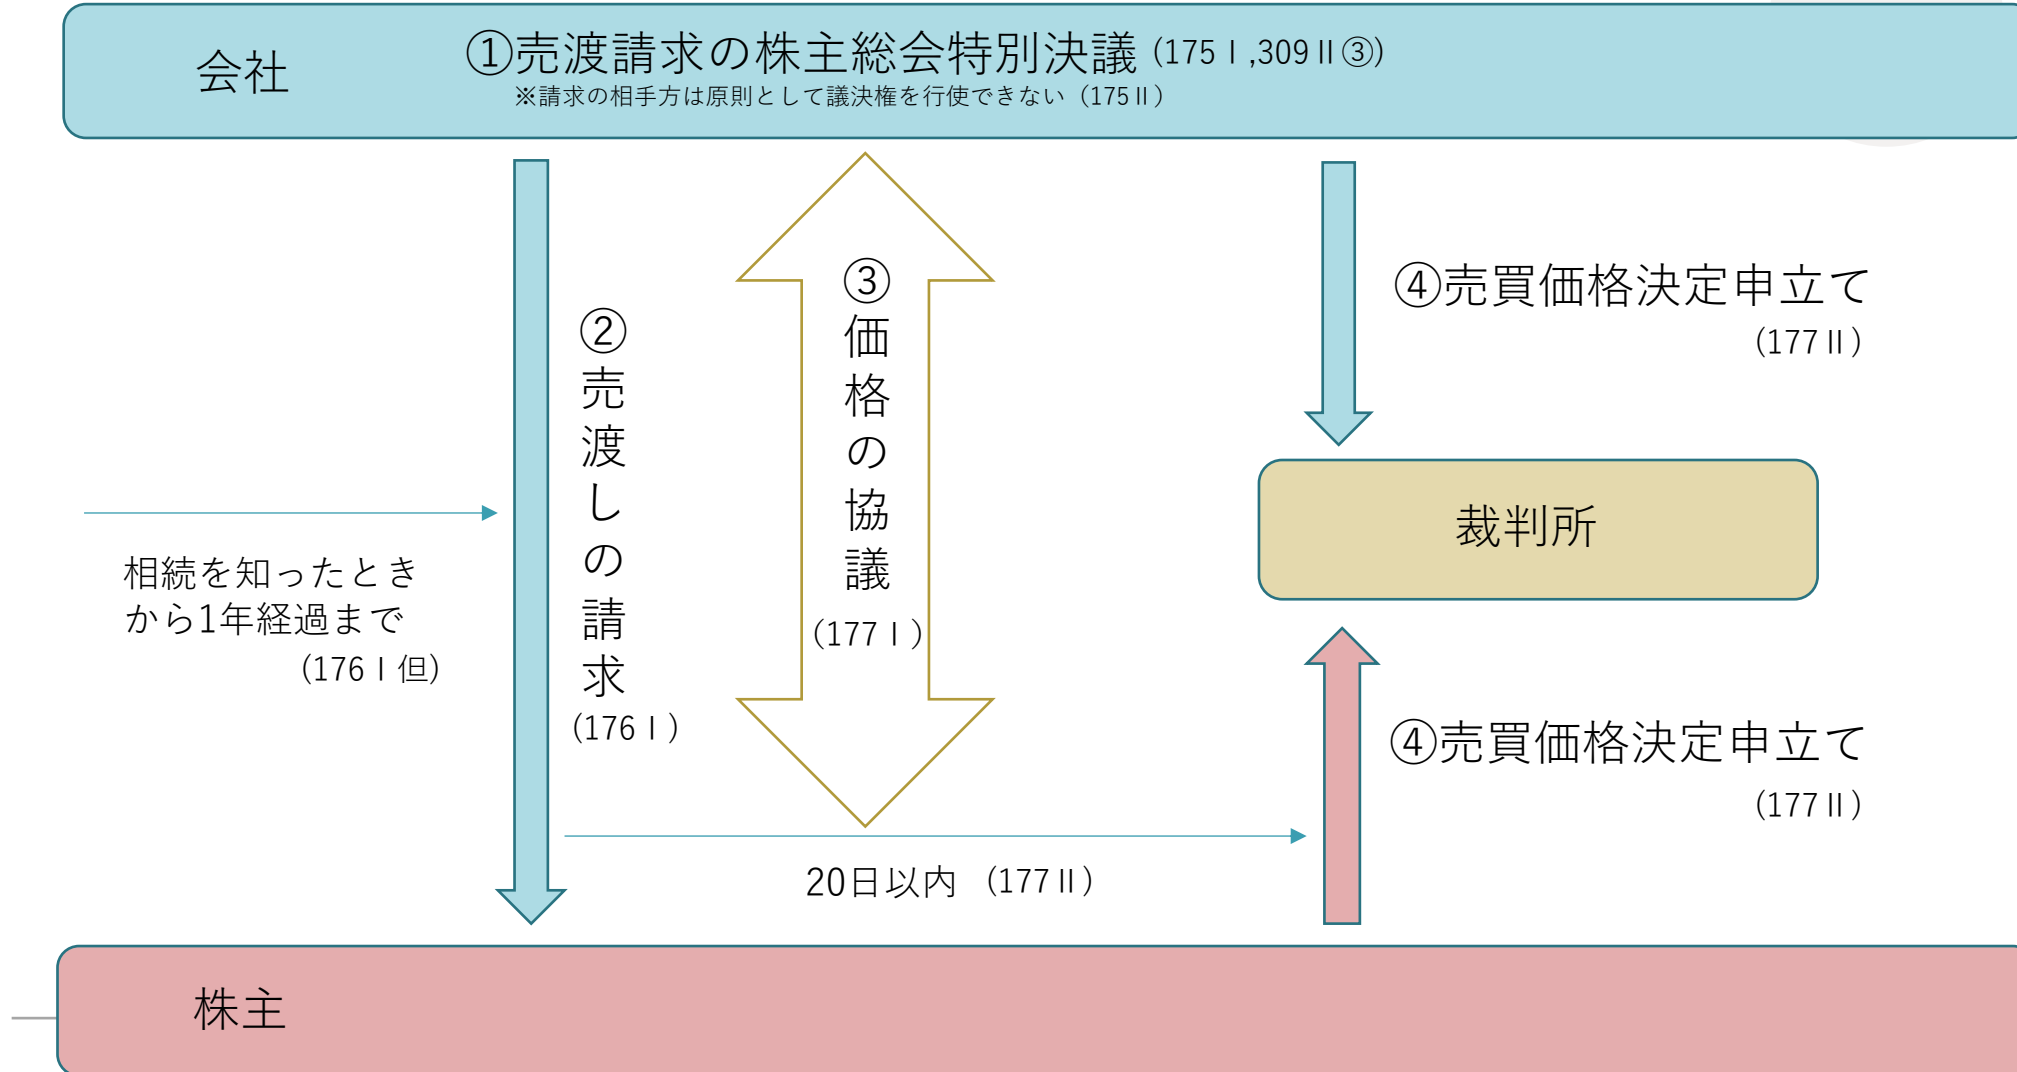 会社
①売渡請求の株主総会特別決議 (175Ⅰ,309Ⅱ③)
※請求の相手方は原則として議決権を行使できない (175Ⅱ)
②売渡しの請求
(176Ⅰ)
③価格の協議
(177Ⅰ)
④売買価格決定申立て
(177Ⅱ)
裁判所
相続を知ったとき
から1年経過まで
(176Ⅰ但)
④売買価格決定申立て
(177Ⅱ)
20日以内 (177Ⅱ)
株主